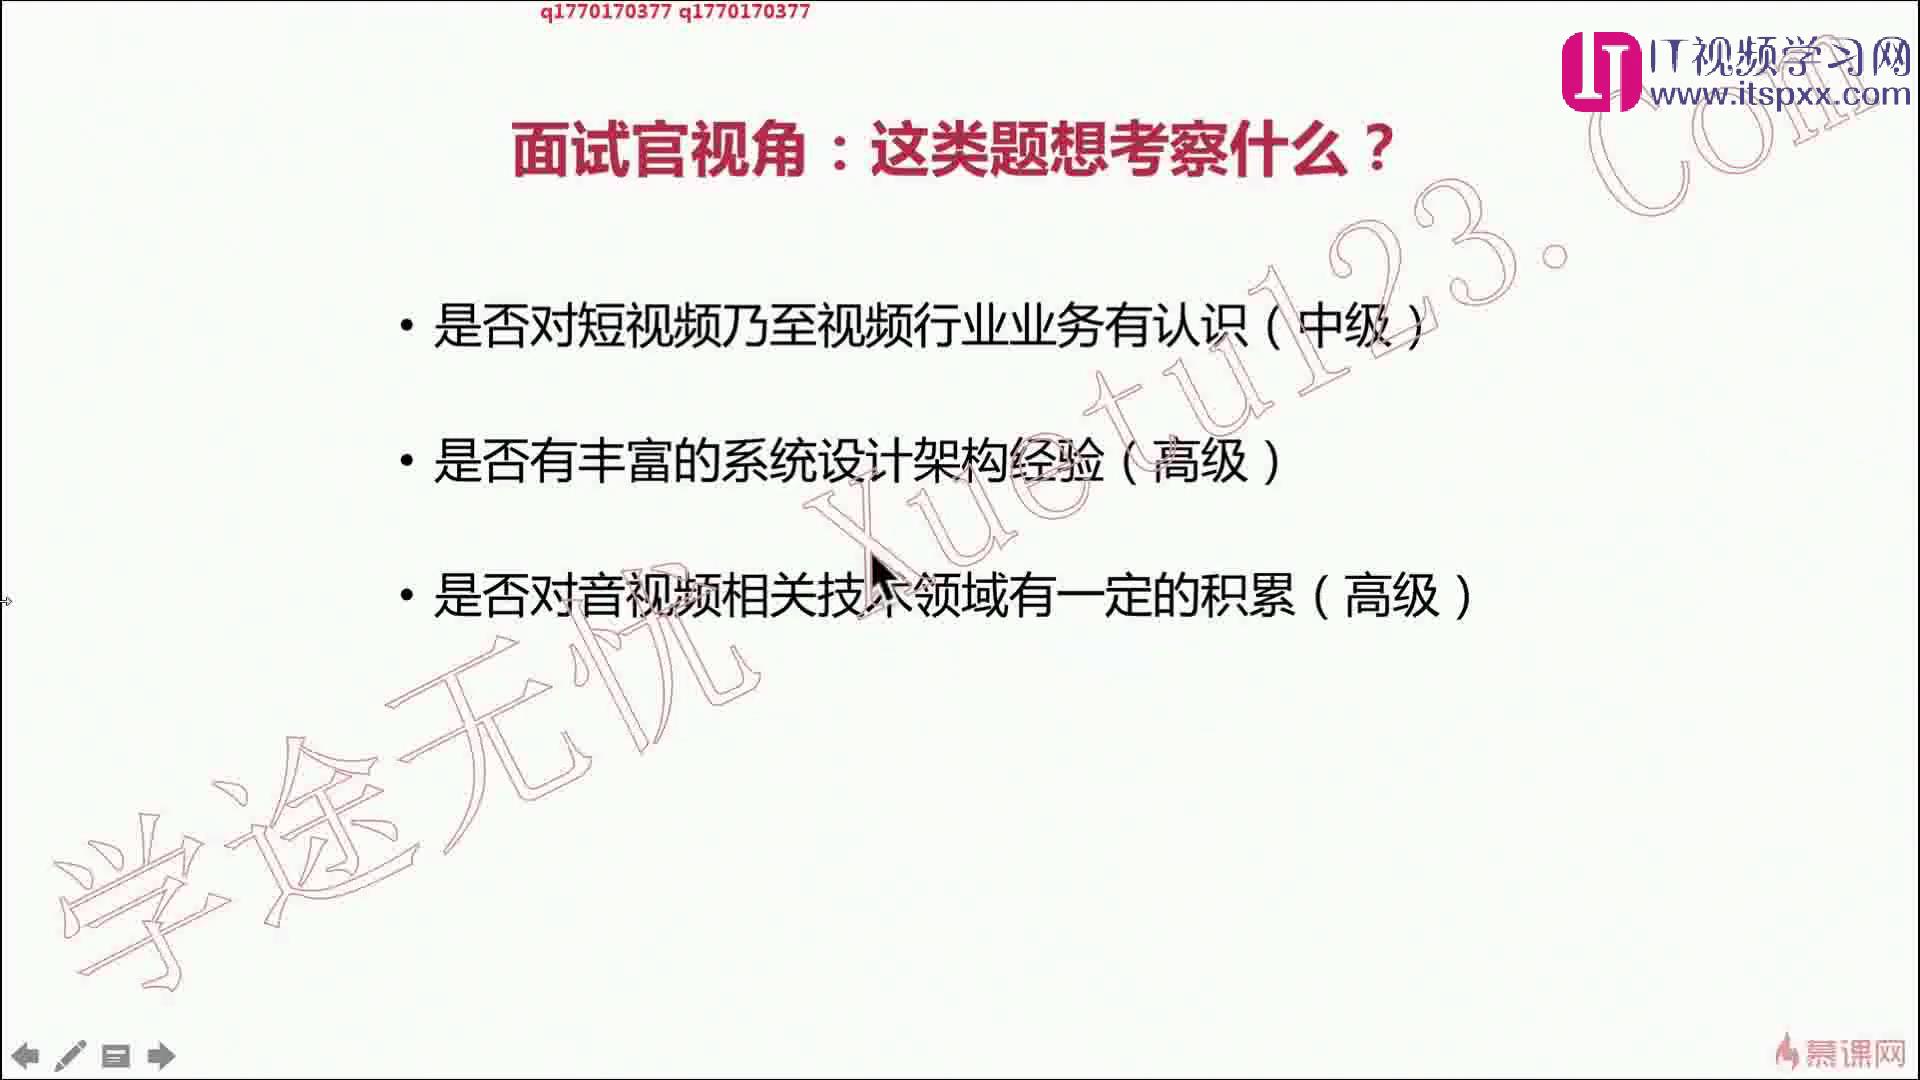 q1770170377 q1770170377
IT视频学习网
www.itspxx.com
面试官视角：这类题想考察什么？
• 是否对短视频乃至视频行业业务有认识（中级）
• 是否有丰富的系统设计架构经验（高级）
• 是否对音视频相关技术领域有一定的积累（高级）
学途无忧 Xuetu123.Com
慕课网